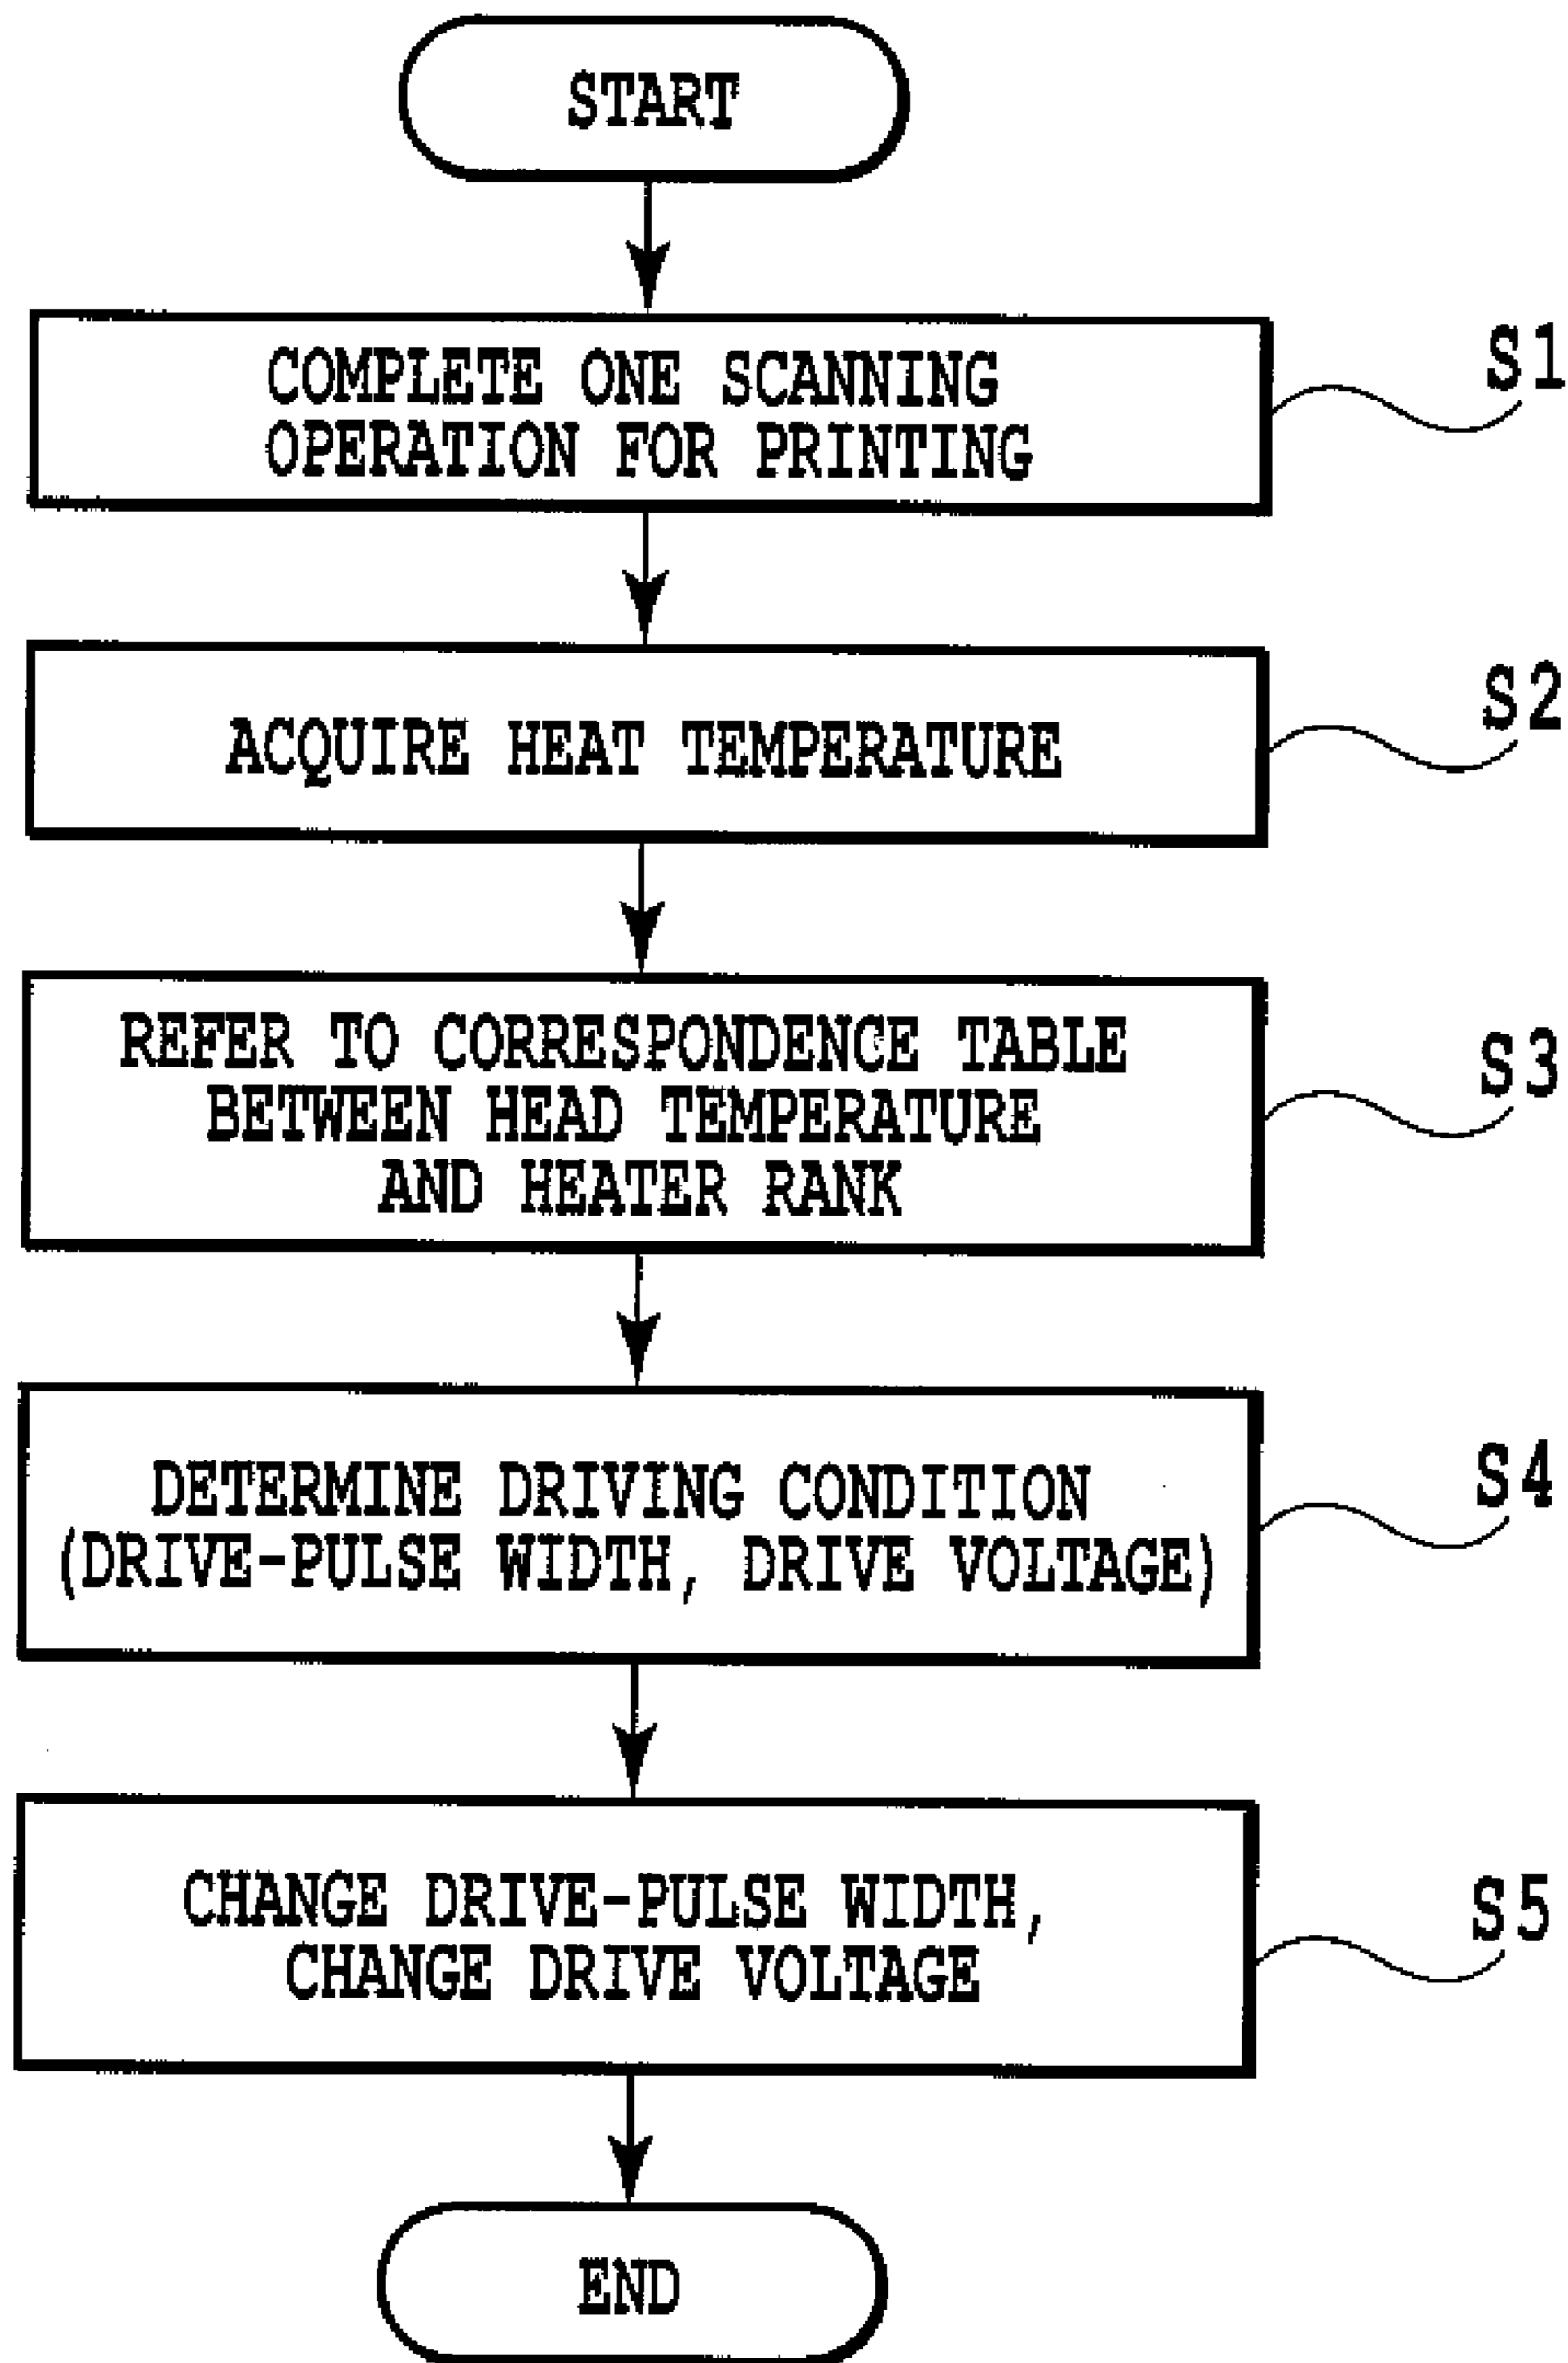 START
COMPLETE ONE SCANNING
OPERATION FOR PRINTING
S1
ACQUIRE HEAT TEMPERATURE
S2
REFER TO CORRESPONDENCE TABLE
BETWEEN HEAD TEMPERATURE
AND HEATER RANK
S3
DETERMINE DRIVING CONDITION
(DRIVE-PULSE WIDTH, DRIVE VOLTAGE)
S4
CHANGE DRIVE-PULSE WIDTH,
CHANGE DRIVE VOLTAGE
S5
END